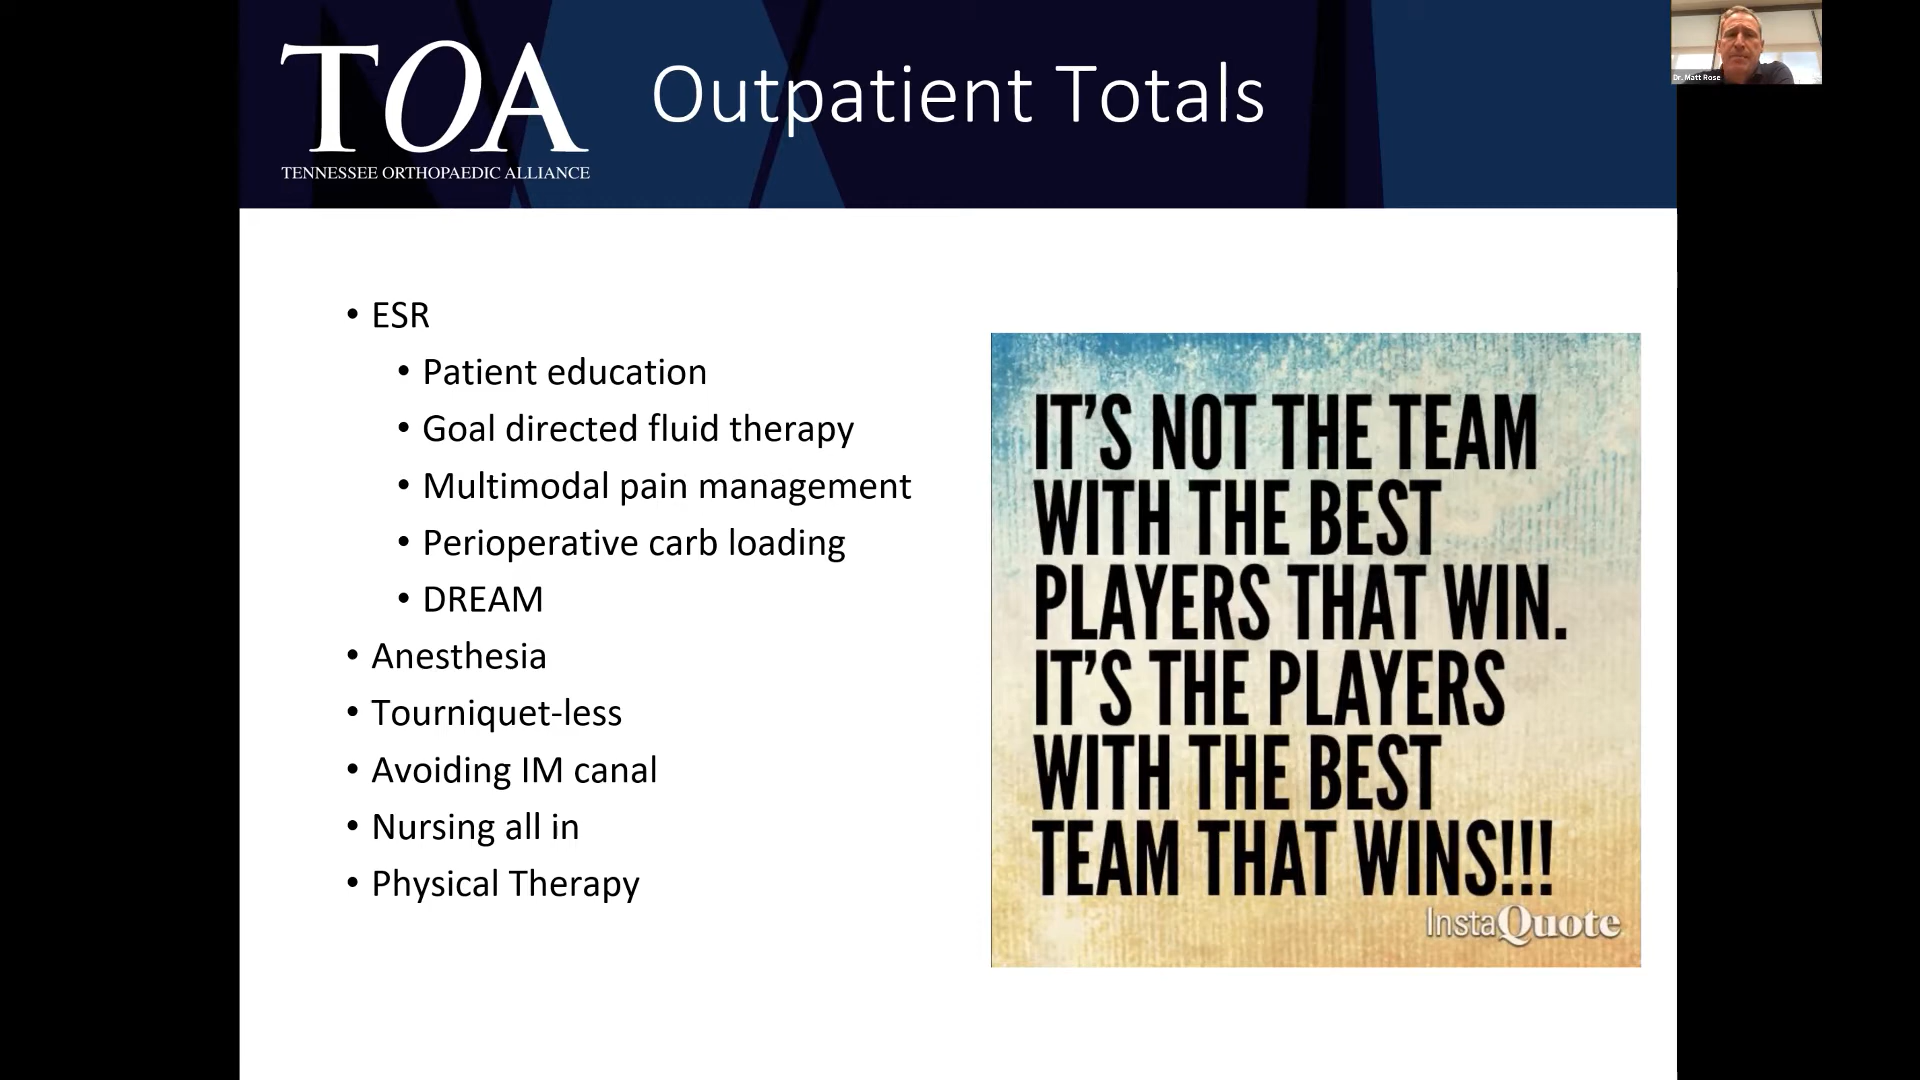 TOA
TENNESSEE ORTHOPAEDIC ALLIANCE
Outpatient Totals
Dr. Matt Rose
• ESR
• Patient education
• Goal directed fluid therapy
• Multimodal pain management
• Perioperative carb loading
• DREAM
• Anesthesia
• Tourniquet-less
• Avoiding IM canal
• Nursing all in
• Physical Therapy
IT'S NOT THE TEAM
WITH THE BEST
PLAYERS THAT WIN.
IT'S THE PLAYERS
WITH THE BEST
TEAM THAT WINS!!!
InstaQuote